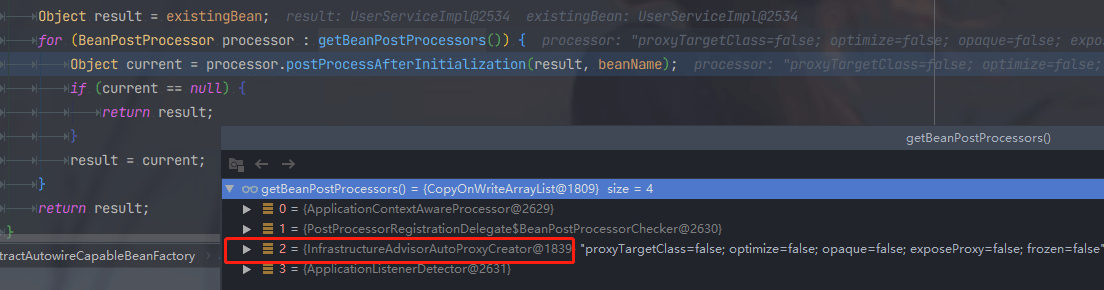 Object result = existingBean; result: UserServiceImpl@2534 existingBean: UserServiceImpl@2534
for (BeanPostProcessor processor : getBeanPostProcessors()) { processor: "proxyTargetClass=false; optimize=false; opaque=false; expos
Object current = processor.postProcessAfterInitialization(result, beanName); processor: "proxyTargetClass=false; optimize=false;
if (current == null) {
return result;
}
result = current;
}
return result;
}
tractAutowireCapableBeanFactory
getBeanPostProcessors()
getBeanPostProcessors() = {CopyOnWriteArrayList@1809} size = 4
0 = {ApplicationContextAwareProcessor@2629}
1 = {PostProcessorRegistrationDelegate$BeanPostProcessorChecker@2630}
2 = {InfrastructureAdvisorAutoProxyCreator@1839 "proxyTargetClass=false; optimize=false; opaque=false; exposeProxy=false; frozen=false"
3 = {ApplicationListenerDetector@2631}